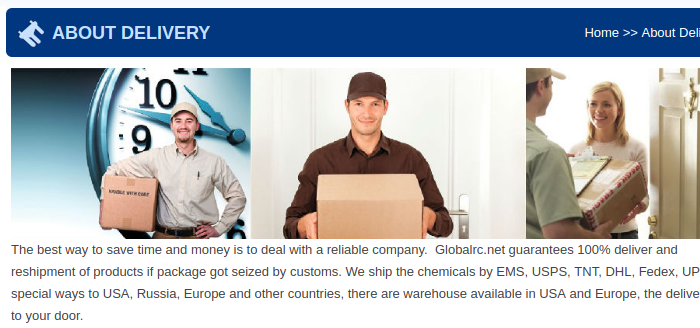 ABOUT DELIVERY
Home >> About Deli
11
10
9
HANDLE WITH CARE
The best way to save time and money is to deal with a reliable company. Globalrc.net guarantees 100% deliver and
reshipment of products if package got seized by customs. We ship the chemicals by EMS, USPS, TNT, DHL, Fedex, UP
special ways to USA, Russia, Europe and other countries, there are warehouse available in USA and Europe, the delive
to your door.